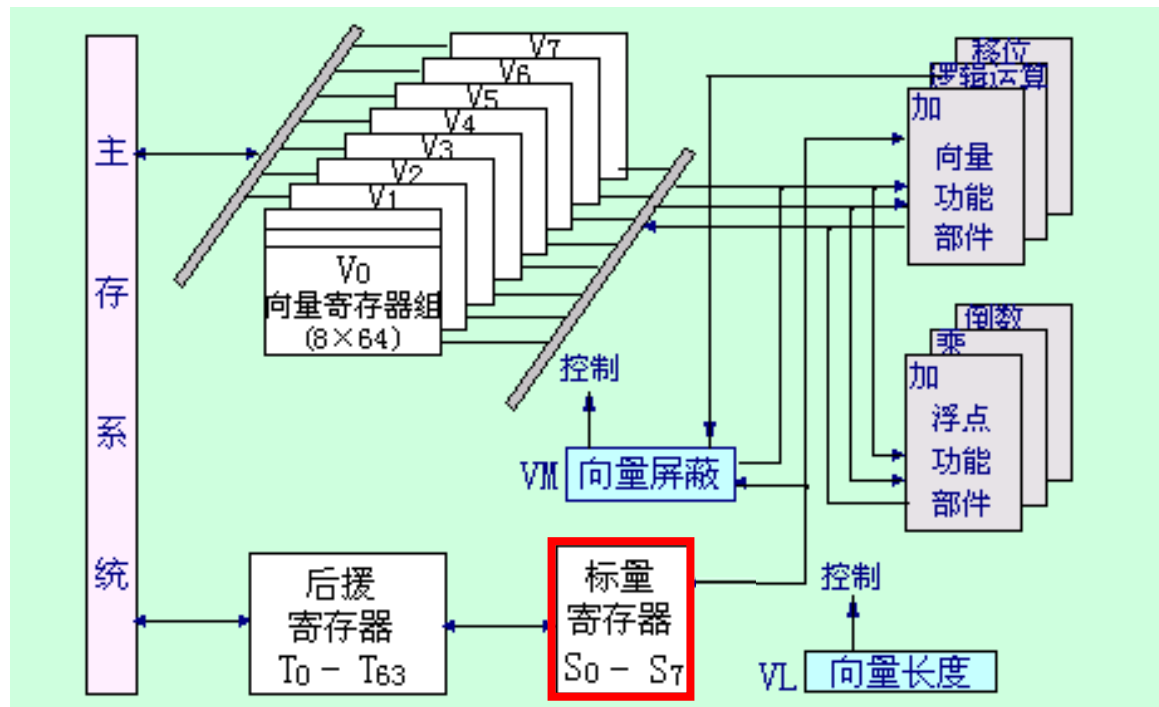 主
存
系
统
V7
V6
V5
V4
V3
V2
V1
V0
向量寄存器组
(8×64)
移位
逻辑运算
加
向量
功能
部件
倒数
乘
加
浮点
功能
部件
控制
VM
向量屏蔽
后援
寄存器
T0 - T63
标量
寄存器
S0 - S7
控制
VL
向量长度